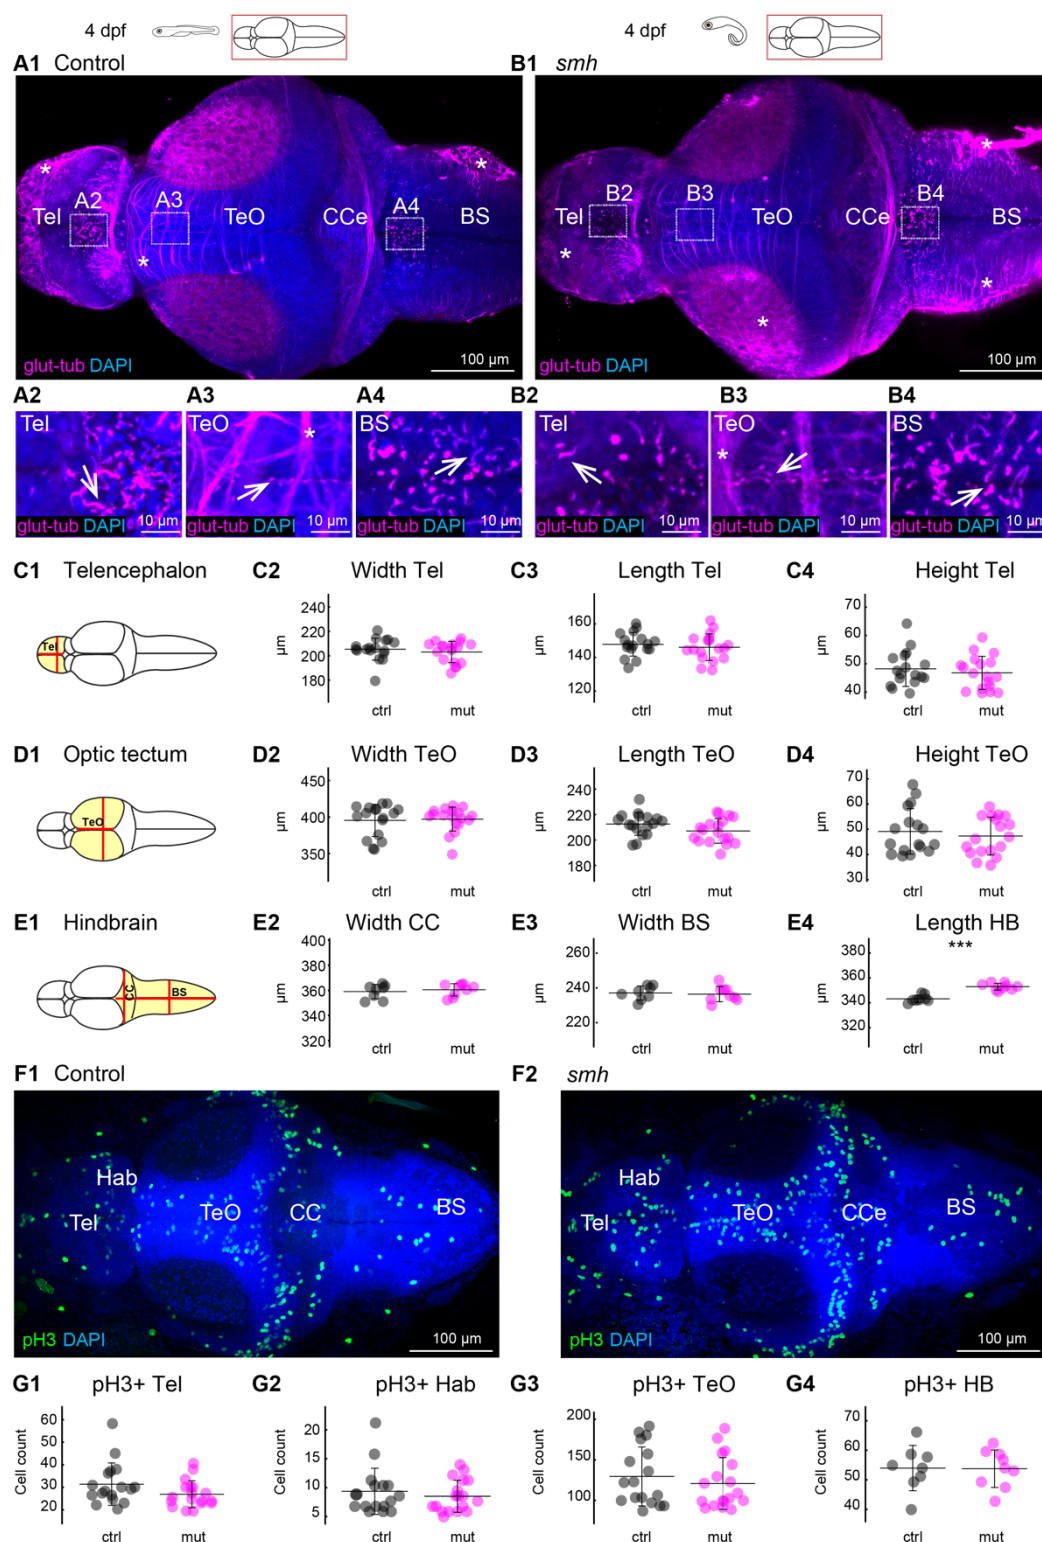 4 dpf
4 dpf
A1 Control
B1 smh
A2
A3
A4
Tel
TeO
CCe
BS
glut-tub DAPI
100 µm
B2
B3
B4
Tel
TeO
CCe
BS
glut-tub DAPI
100 µm
A2
A3
A4
B2
B3
B4
Tel
glut-tub DAPI
10 µm
TeO
glut-tub DAPI
10 µm
BS
glut-tub DAPI
10 µm
Tel
glut-tub DAPI
10 µm
TeO
glut-tub DAPI
10 µm
BS
glut-tub DAPI
10 µm
C1 Telencephalon
Tel
C2 Width Tel
µm
240
220
200
180
ctrl mut
C3 Length Tel
µm
160
140
120
ctrl mut
C4 Height Tel
µm
70
60
50
40
ctrl mut
D1 Optic tectum
TeO
D2 Width TeO
µm
450
400
350
ctrl mut
D3 Length TeO
µm
240
220
200
180
ctrl mut
D4 Height TeO
µm
70
60
50
40
30
ctrl mut
E1 Hindbrain
CC
BS
E2 Width CC
µm
400
380
360
340
320
ctrl mut
E3 Width BS
µm
260
240
220
ctrl mut
E4 Length HB
***
µm
380
360
340
320
ctrl mut
F1 Control
Hab
Tel
TeO
CC
BS
pH3 DAPI
100 µm
F2 smh
Hab
Tel
TeO
CCe
BS
pH3 DAPI
100 µm
G1 pH3+ Tel
Cell count
60
50
40
30
20
ctrl mut
G2 pH3+ Hab
Cell count
20
15
10
5
ctrl mut
G3 pH3+ TeO
Cell count
200
150
100
ctrl mut
G4 pH3+ HB
Cell count
70
60
50
40
ctrl mut